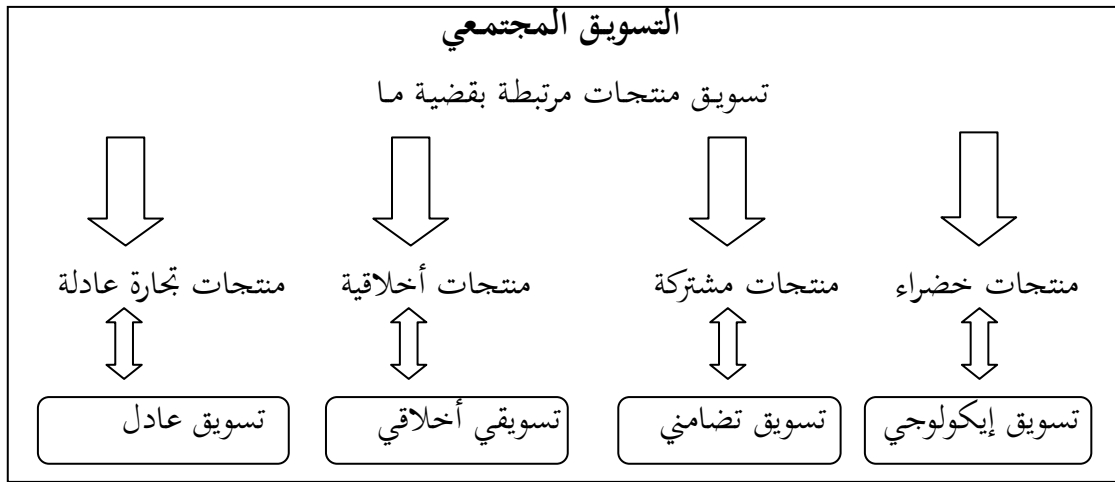 التسويق المجتمعي
تسويق منتجات مرتبطة بقضية ما
منتجات خضراء
منتجات مشتركة
منتجات أخلاقية
منتجات تجارة عادلة
تسويق إيكولوجي
تسويق تضامني
تسويقي أخلاقي
تسويق عادل